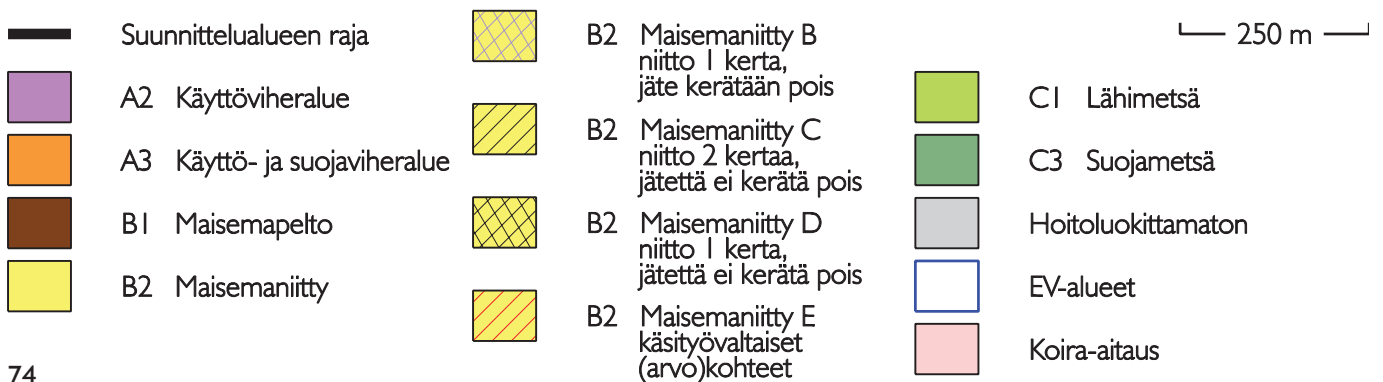 Suunnittelualueen raja
A2 Käyttöviheralue
A3 Käyttö- ja suojaviheralue
B1 Maisemapelto
B2 Maisemaniitty
B2 Maisemaniitty B
niitto 1 kerta,
jäte kerätään pois
B2 Maisemaniitty C
niitto 2 kertaa,
jätettä ei kerätä pois
B2 Maisemaniitty D
niitto 1 kerta,
jätettä ei kerätä pois
B2 Maisemaniitty E
käsityövaltaiset
(arvo)kohteet
250 m
C1 Lähimetsä
C3 Suojametsä
Hoitoluokittamaton
EV-alueet
Koira-aitaus
74